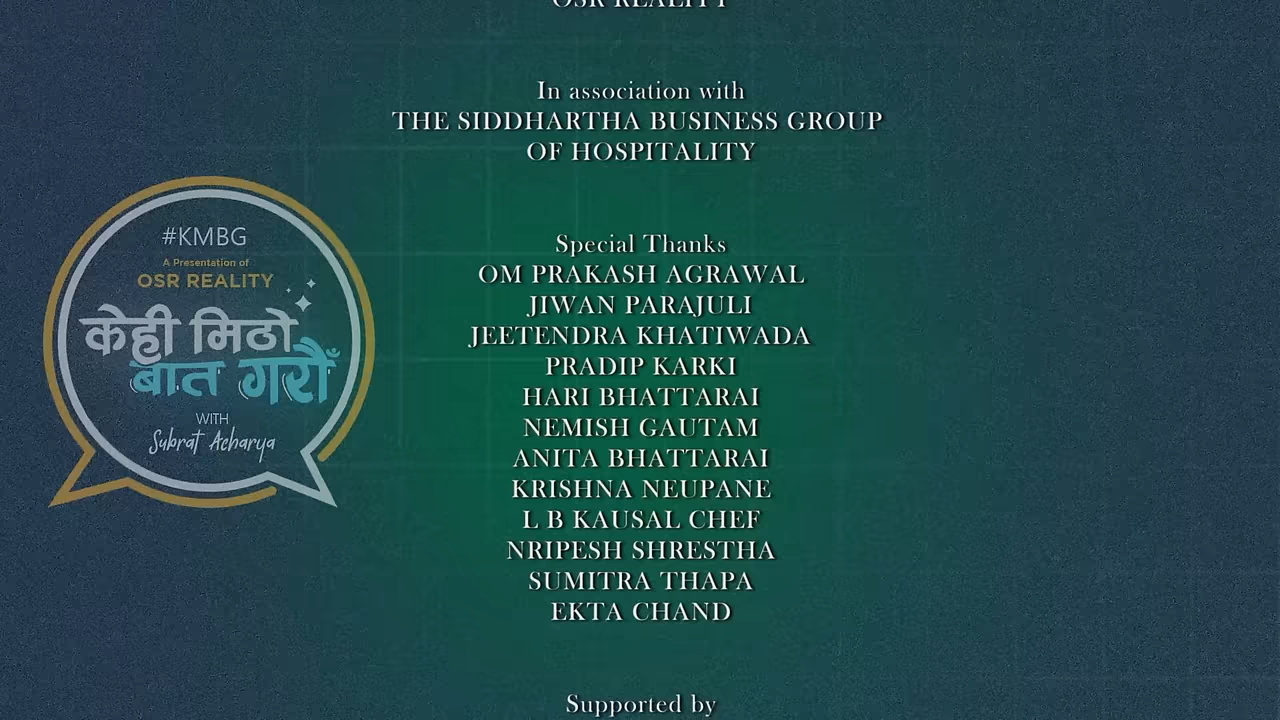 OSR REALITY
In association with
THE SIDDHARTHA BUSINESS GROUP
OF HOSPITALITY
Special Thanks
OM PRAKASH AGRAWAL
JIWAN PARAJULI
JEETENDRA KHATIWADA
PRADIP KARKI
HARI BHATTARAI
NEMISH GAUTAM
ANITA BHATTARAI
KRISHNA NEUPANE
L B KAUSAL CHEF
NRIPESH SHRESTHA
SUMITRA THAPA
EKTA CHAND
Supported by
#KMBG
A Presentation of
OSR REALITY
केही मिठो
बात गरौँ
WITH
Subrat Acharya